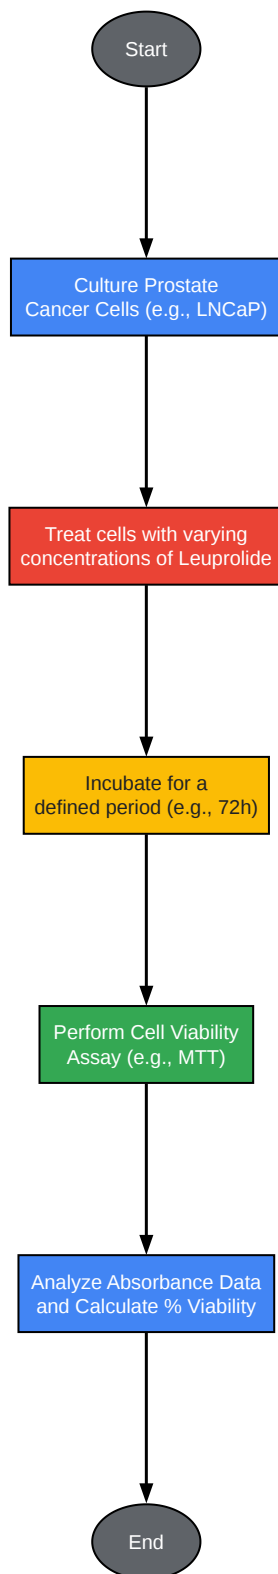 Start
Culture Prostate
Cancer Cells (e.g., LNCaP)
Treat cells with varying
concentrations of Leuprolide
Incubate for a
defined period (e.g., 72h)
Perform Cell Viability
Assay (e.g., MTT)
Analyze Absorbance Data
and Calculate % Viability
End